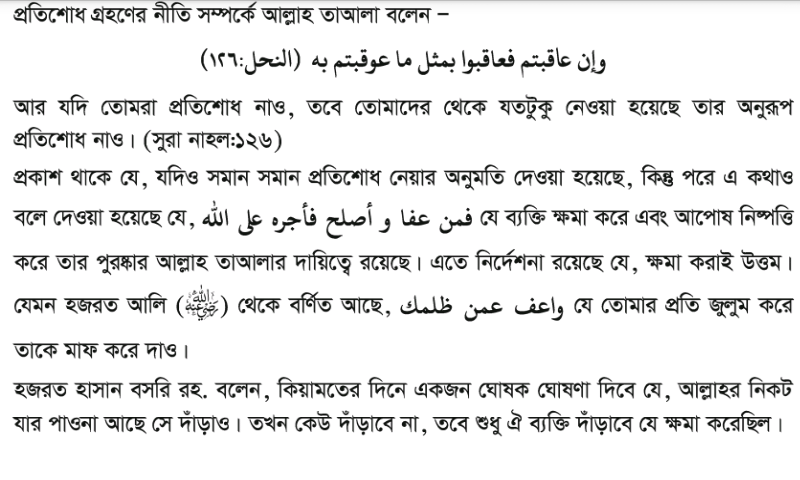 প্রতিশোধ গ্রহণের নীতি সম্পর্কে আল্লাহ তাআলা বলেন –
وإن عاقبتم فعاقبوا بمثل ما عوقبتم به (النحل:١٢٦)
আর যদি তোমরা প্রতিশোধ নাও, তবে তোমাদের থেকে যতটুকু নেওয়া হয়েছে তার অনুরূপ
প্রতিশোধ নাও। (সুরা নাহল:১২৬)
প্রকাশ থাকে যে, যদিও সমান সমান প্রতিশোধ নেয়ার অনুমতি দেওয়া হয়েছে, কিন্তু পরে এ কথাও
বলে দেওয়া হয়েছে যে, فمن عفا و أصلح فأجره على الله যে ব্যক্তি ক্ষমা করে এবং আপোষ নিষ্পত্তি
করে তার পুরষ্কার আল্লাহ তাআলার দায়িত্বে রয়েছে। এতে নির্দেশনা রয়েছে যে, ক্ষমা করাই উত্তম।
যেমন হজরত আলি (رضي الله عنه) থেকে বর্ণিত আছে, واعف عمن ظلمك যে তোমার প্রতি জুলুম করে
তাকে মাফ করে দাও।
হজরত হাসান বসরি রহ. বলেন, কিয়ামতের দিনে একজন ঘোষক ঘোষণা দিবে যে, আল্লাহর নিকট
যার পাওনা আছে সে দাঁড়াও। তখন কেউ দাঁড়াবে না, তবে শুধু ঐ ব্যক্তি দাঁড়াবে যে ক্ষমা করেছিল।